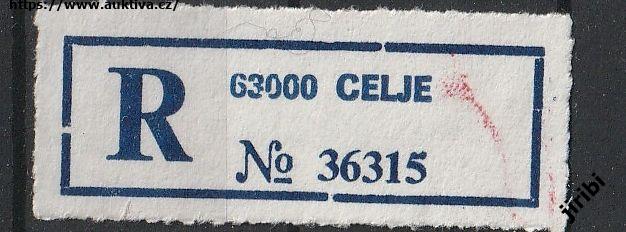 https://www.auktiva.cz/
R
63000 CELJE
№ 36315
jiribi